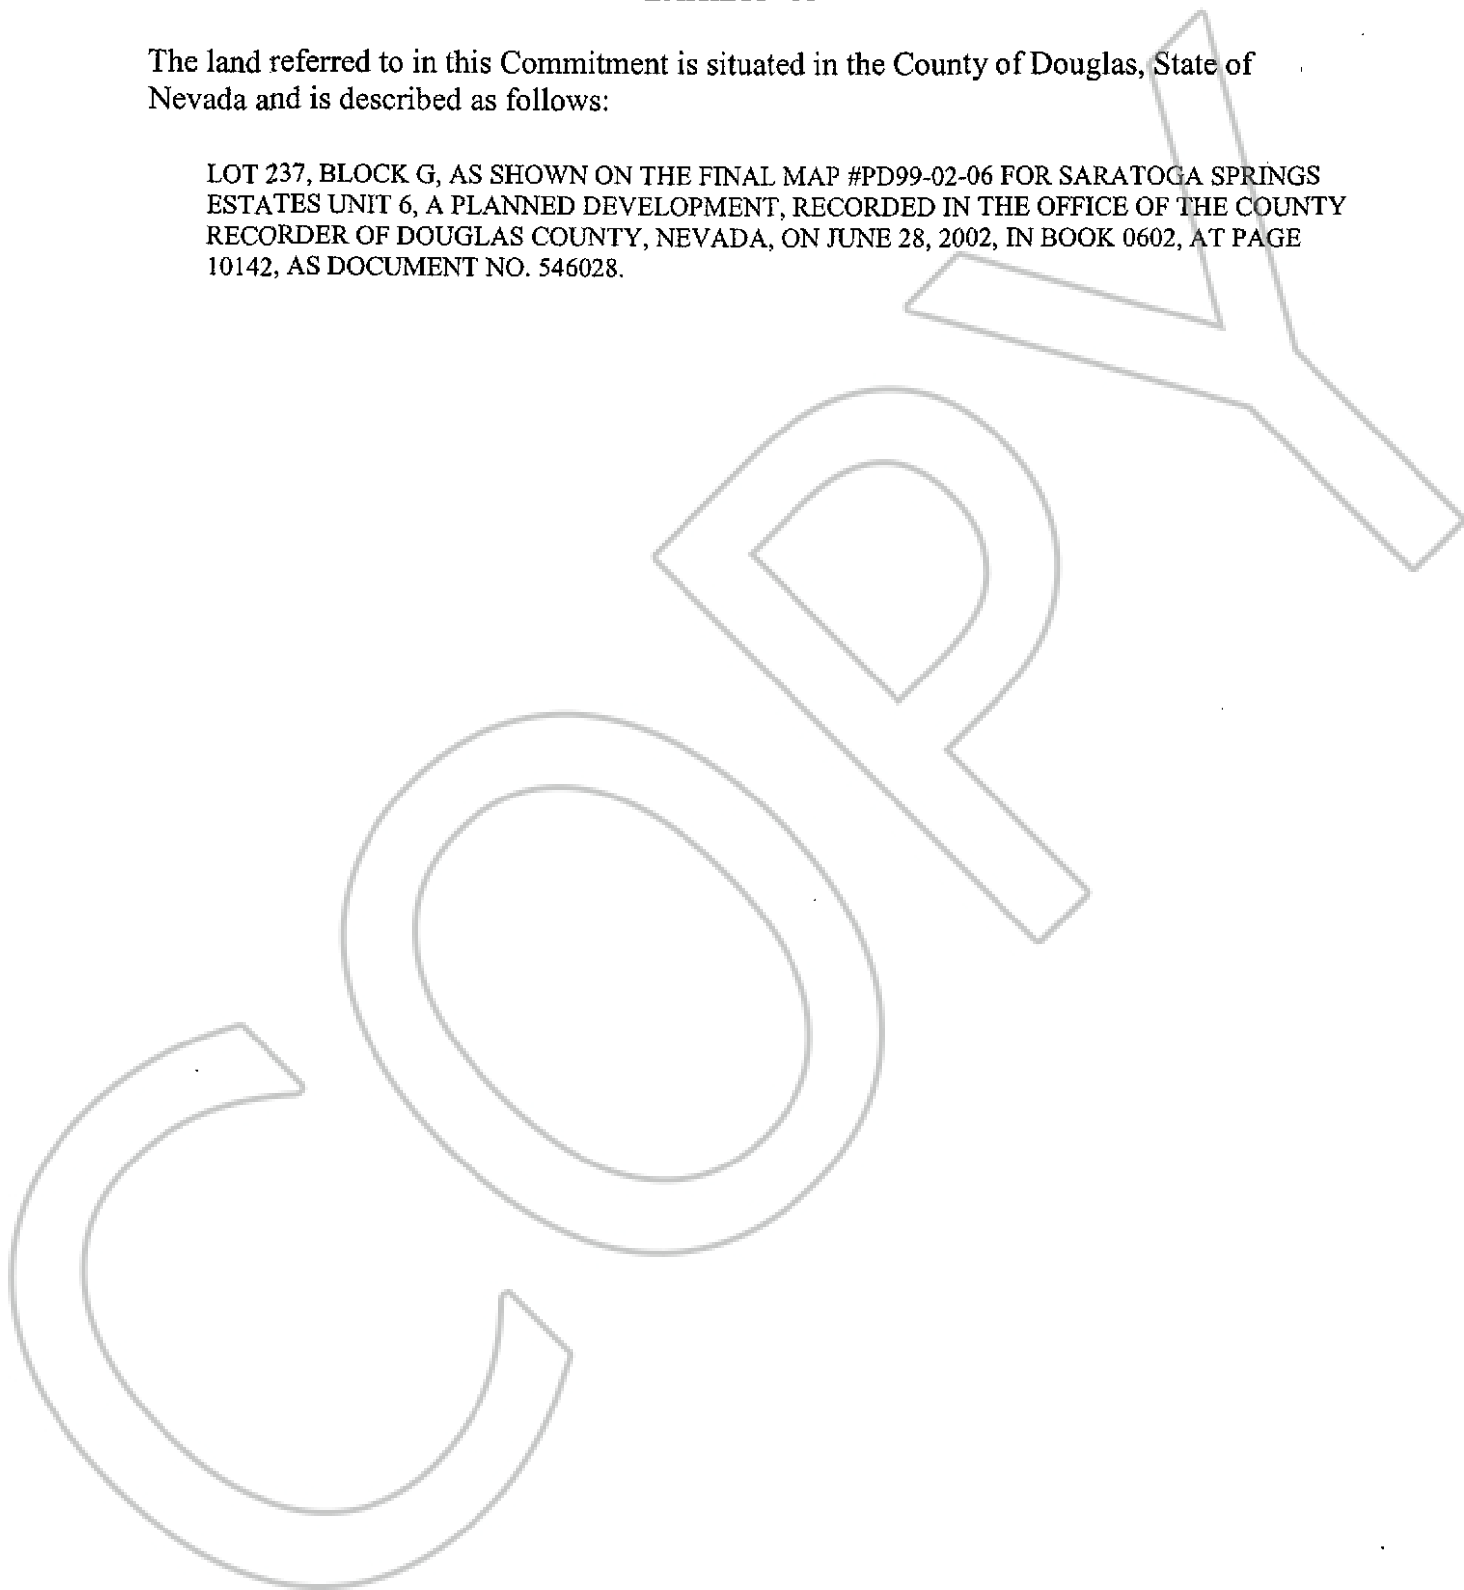 The land referred to in this Commitment is situated in the County of Douglas, State of
Nevada and is described as follows:
LOT 237, BLOCK G, AS SHOWN ON THE FINAL MAP #PD99-02-06 FOR SARATOGA SPRINGS
ESTATES UNIT 6, A PLANNED DEVELOPMENT, RECORDED IN THE OFFICE OF THE COUNTY
RECORDER OF DOUGLAS COUNTY, NEVADA, ON JUNE 28, 2002, IN BOOK 0602, AT PAGE
10142, AS DOCUMENT NO. 546028.
COPY